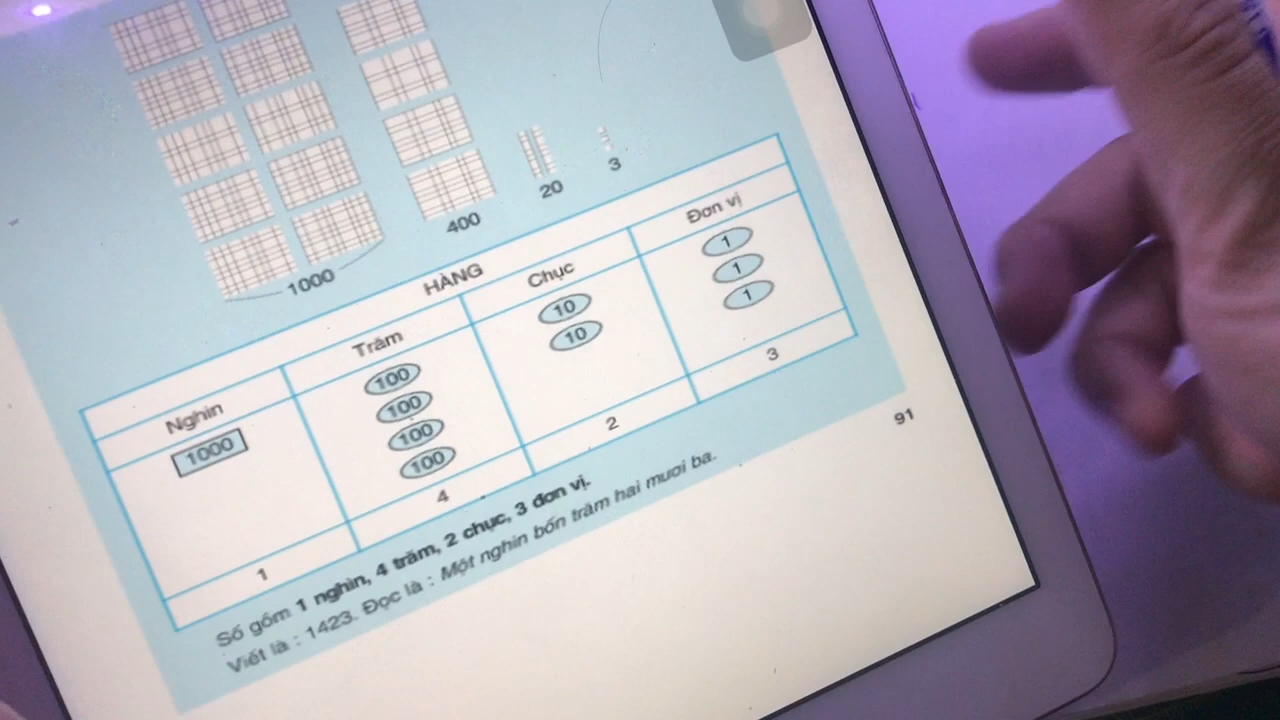 1000
400
20
3
HÀNG
Nghìn Trăm Chục Đơn vị
1000 100 10 1
100 10 1
100 1
100
1 4 2 3
Số gồm 1 nghìn, 4 trăm, 2 chục, 3 đơn vị.
Viết là : 1423. Đọc là : Một nghìn bốn trăm hai mươi ba.
91